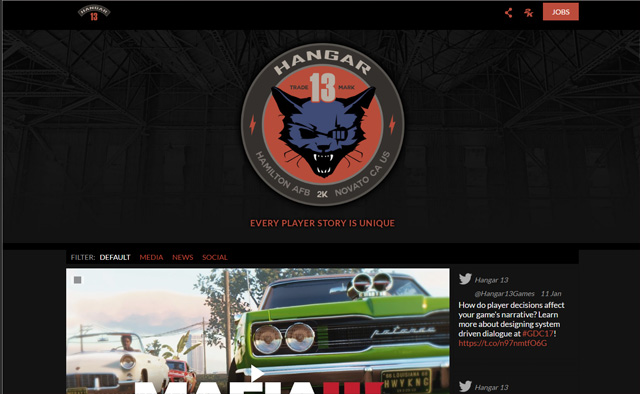 HANGAR
13
JOBS
HANGAR
TRADE 13 MARK
HAMILTON AFB 2K NOVATO CA US
EVERY PLAYER STORY IS UNIQUE
FILTER: DEFAULT MEDIA NEWS SOCIAL
Hangar 13
@Hangar13Games 11 Jan
How do player decisions affect
your game's narrative? Learn
more about designing system
driven dialogue at #GDC17!
https://t.co/n97nmtfO6G
Hangar 13
MAFIA III
HWYKNG